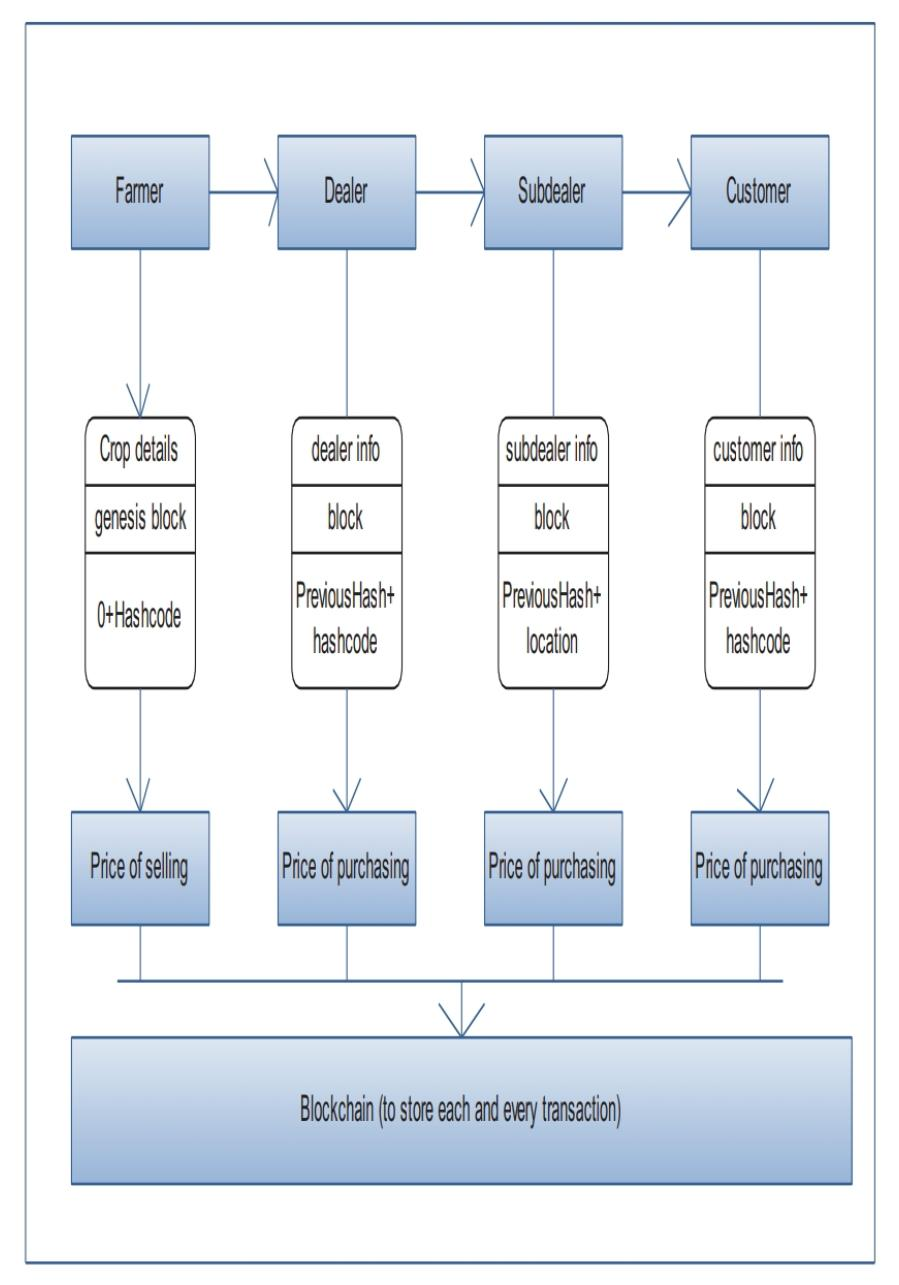 Farmer
Dealer
Subdealer
Customer
Crop details
genesis block
0+Hashcode
dealer info
block
PreviousHash+
hashcode
subdealer info
block
PreviousHash+
location
customer info
block
PreviousHash+
hashcode
Price of selling
Price of purchasing
Price of purchasing
Price of purchasing
Blockchain (to store each and every transaction)